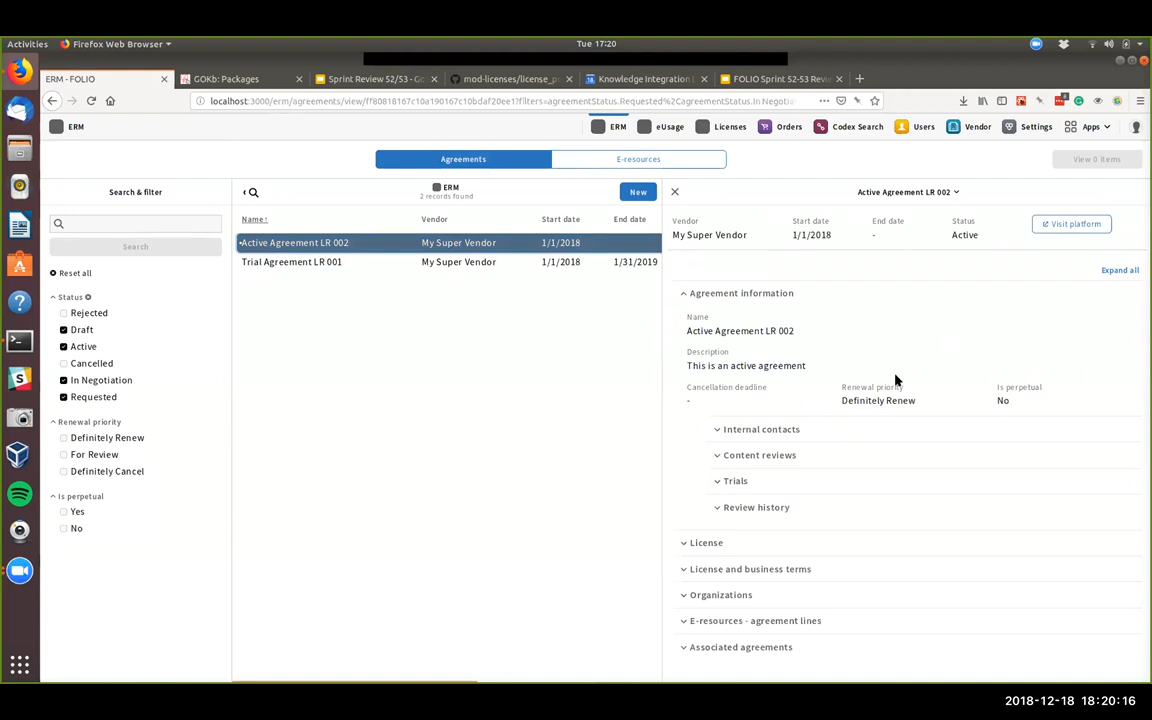 Activities Firefox Web Browser Tue 17:20
ERM - FOLIO GOKb: Packages Sprint Review 52/53 - Go mod-licenses/license_p Knowledge Integration FOLIO Sprint 52-53 Revi
localhost:3000/erm/agreements/view/ff80818167c10a190167c10bdaf20ee1?filters=agreementStatus.Requested%2CagreementStatus.In Negotia
ERM ERM eUsage Licenses Orders Codex Search Users Vendor Settings Apps
Agreements E-resources View 0 items
Search & filter
Search
Reset all
Status
Rejected
Draft
Active
Cancelled
In Negotiation
Requested
Renewal priority
Definitely Renew
For Review
Definitely Cancel
Is perpetual
Yes
No
ERM
2 records found
New
Name↑ Vendor Start date End date
•Active Agreement LR 002 My Super Vendor 1/1/2018
Trial Agreement LR 001 My Super Vendor 1/1/2018 1/31/2019
Active Agreement LR 002
Vendor Start date End date Status
My Super Vendor 1/1/2018 - Active
Visit platform
Expand all
Agreement information
Name
Active Agreement LR 002
Description
This is an active agreement
Cancellation deadline Renewal priority Is perpetual
- Definitely Renew No
Internal contacts
Content reviews
Trials
Review history
License
License and business terms
Organizations
E-resources - agreement lines
Associated agreements
2018-12-18 18:20:16